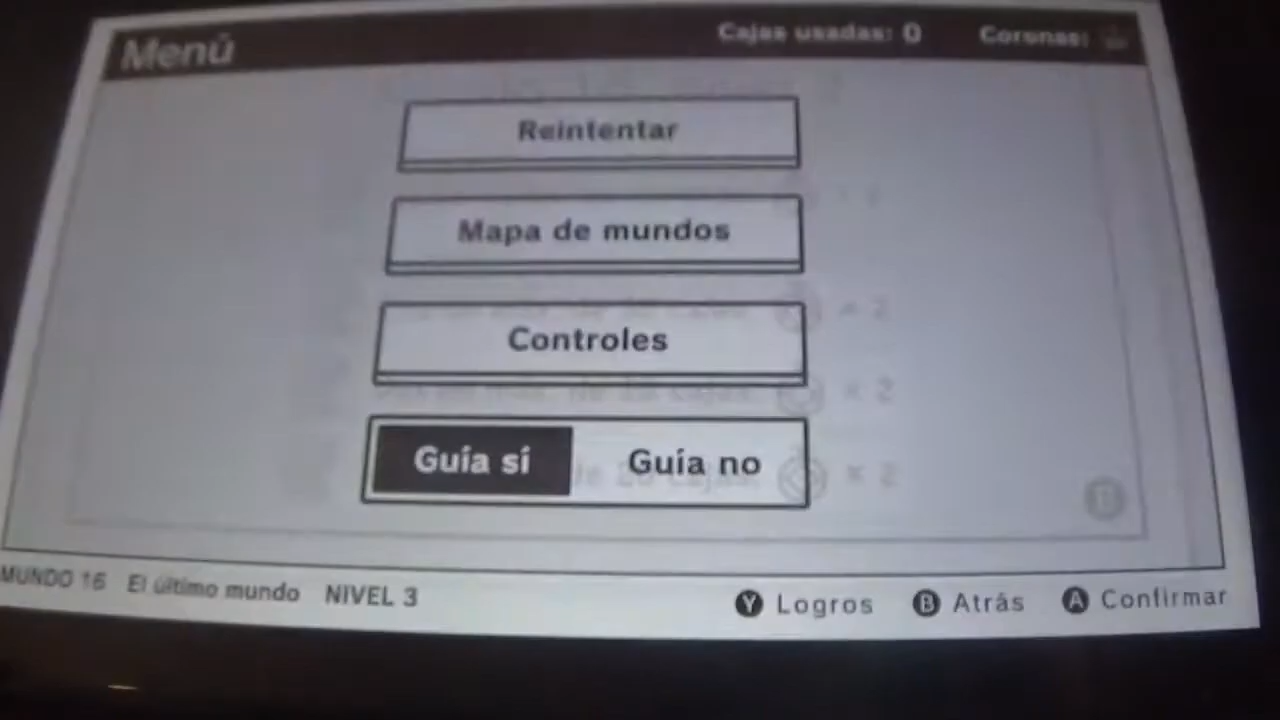 Menú
Cajas usadas: 0
Coronas:
Reintentar
Mapa de mundos
Controles
Guía sí
Guía no
MUNDO 16 El último mundo NIVEL 3
Y Logros
B Atrás
A Confirmar